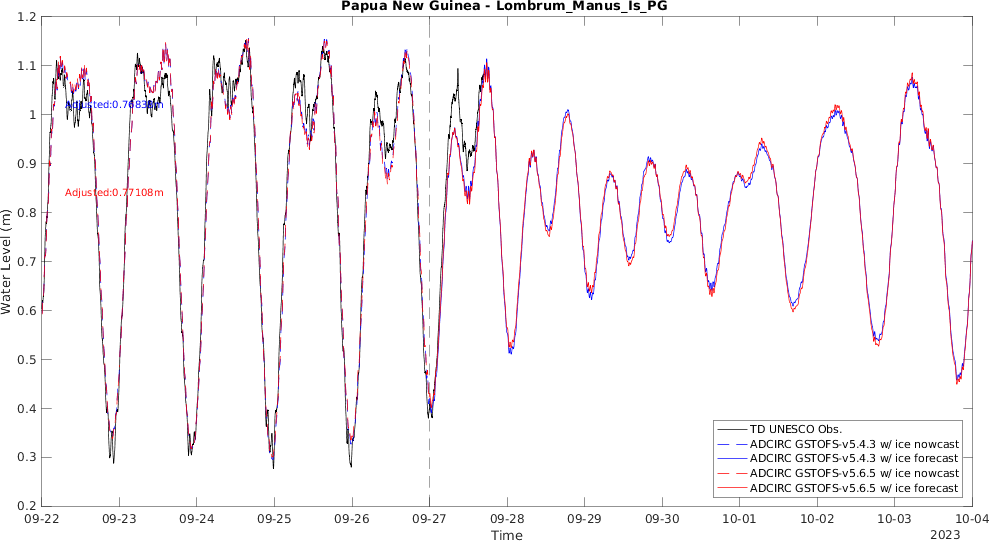 Papua New Guinea - Lombrum_Manus_Is_PG
1.2
1.1
1
0.9
0.8
0.7
0.6
0.5
0.4
0.3
0.2
Water Level (m)
Adjusted:0.77108m
TD UNESCO Obs.
ADCIRC GSTOFS-v5.4.3 w/ ice nowcast
ADCIRC GSTOFS-v5.4.3 w/ ice forecast
ADCIRC GSTOFS-v5.6.5 w/ ice nowcast
ADCIRC GSTOFS-v5.6.5 w/ ice forecast
09-22 09-23 09-24 09-25 09-26 09-27 09-28 09-29 09-30 10-01 10-02 10-03 10-04
Time
2023